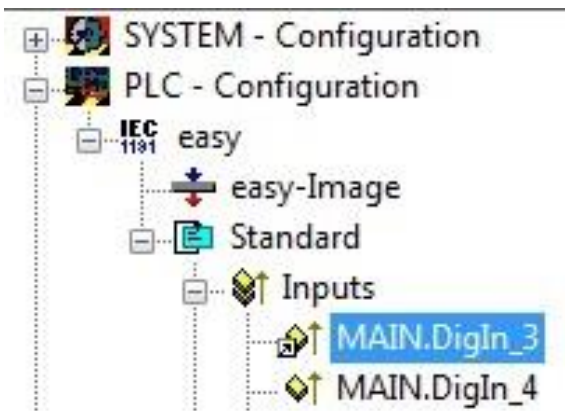 SYSTEM - Configuration
PLC - Configuration
IEC
1131 easy
easy-Image
Standard
Inputs
MAIN.DigIn_3
MAIN.DigIn_4